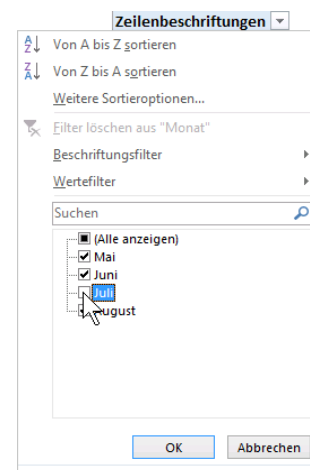 Zeilenbeschriftungen
Von A bis Z sortieren
Von Z bis A sortieren
Weitere Sortieroptionen...
Filter löschen aus "Monat"
Beschriftungsfilter
Wertefilter
Suchen
(Alle anzeigen)
Mai
Juni
Juli
August
OK Abbrechen